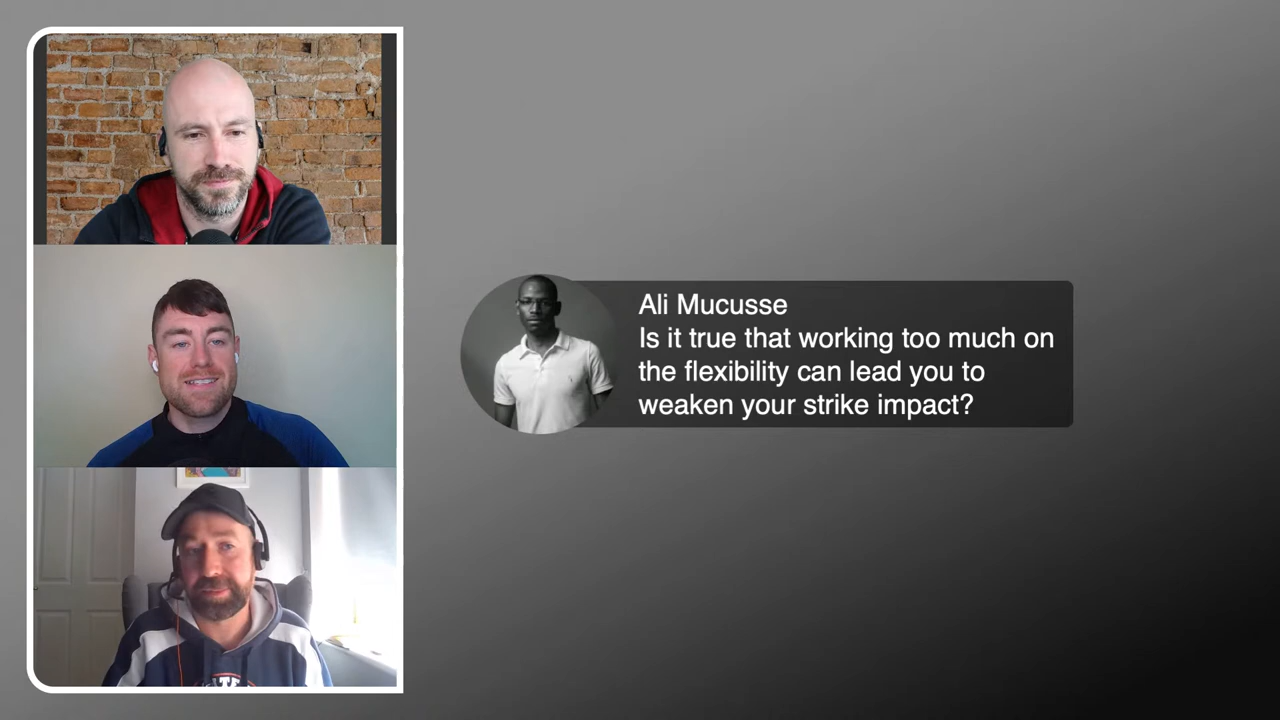 Ali Mucusse
Is it true that working too much on
the flexibility can lead you to
weaken your strike impact?